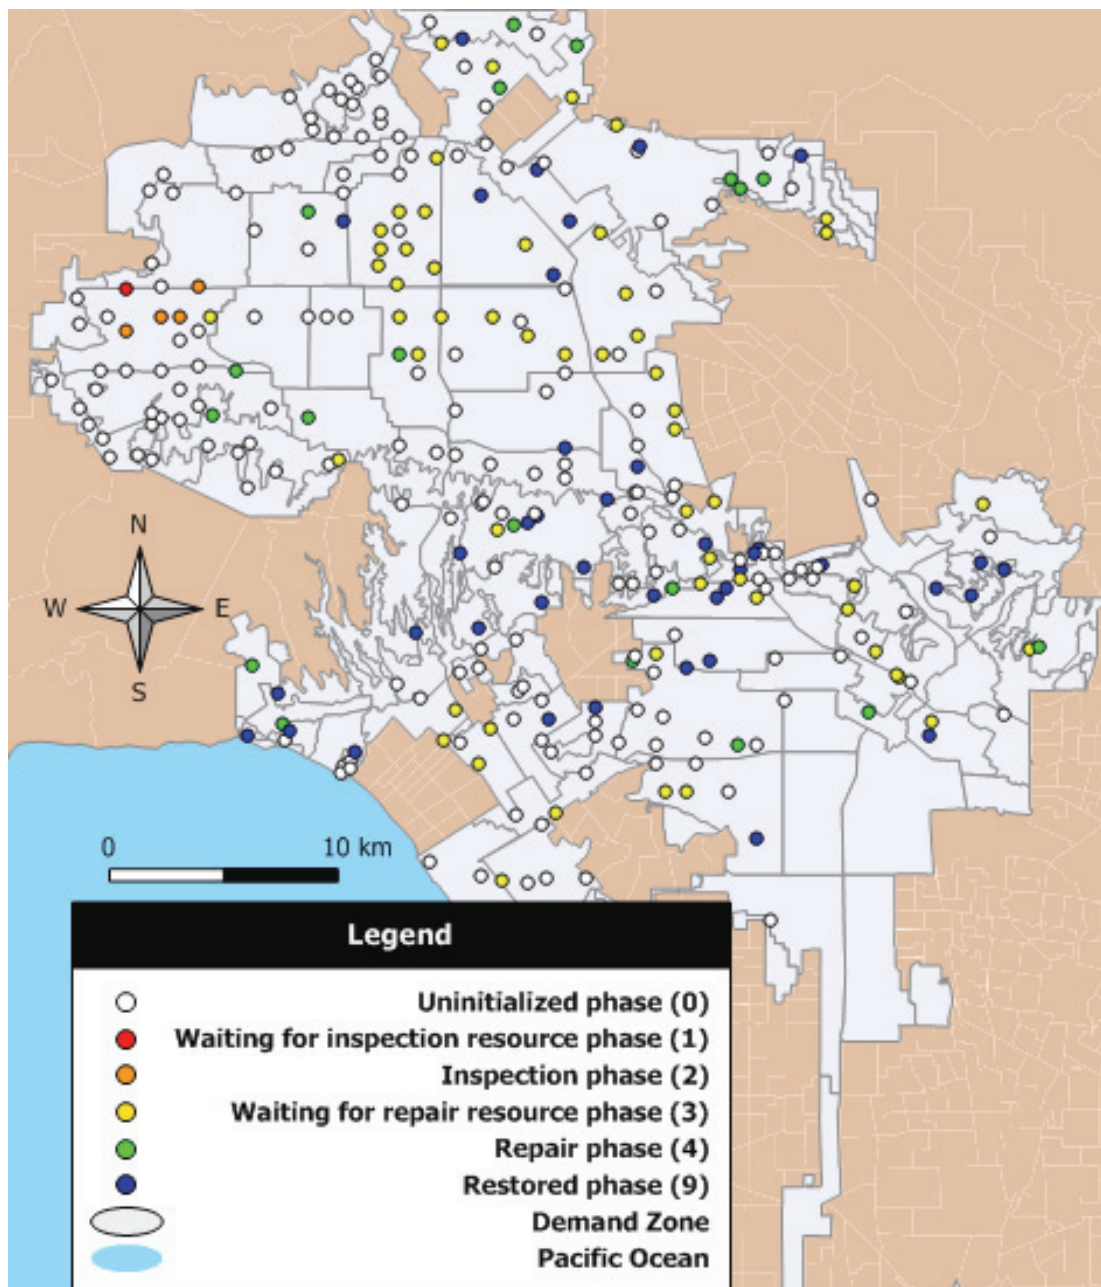 N
W E
S
0 10 km
Legend
Uninitialized phase (0)
Waiting for inspection resource phase (1)
Inspection phase (2)
Waiting for repair resource phase (3)
Repair phase (4)
Restored phase (9)
Demand Zone
Pacific Ocean